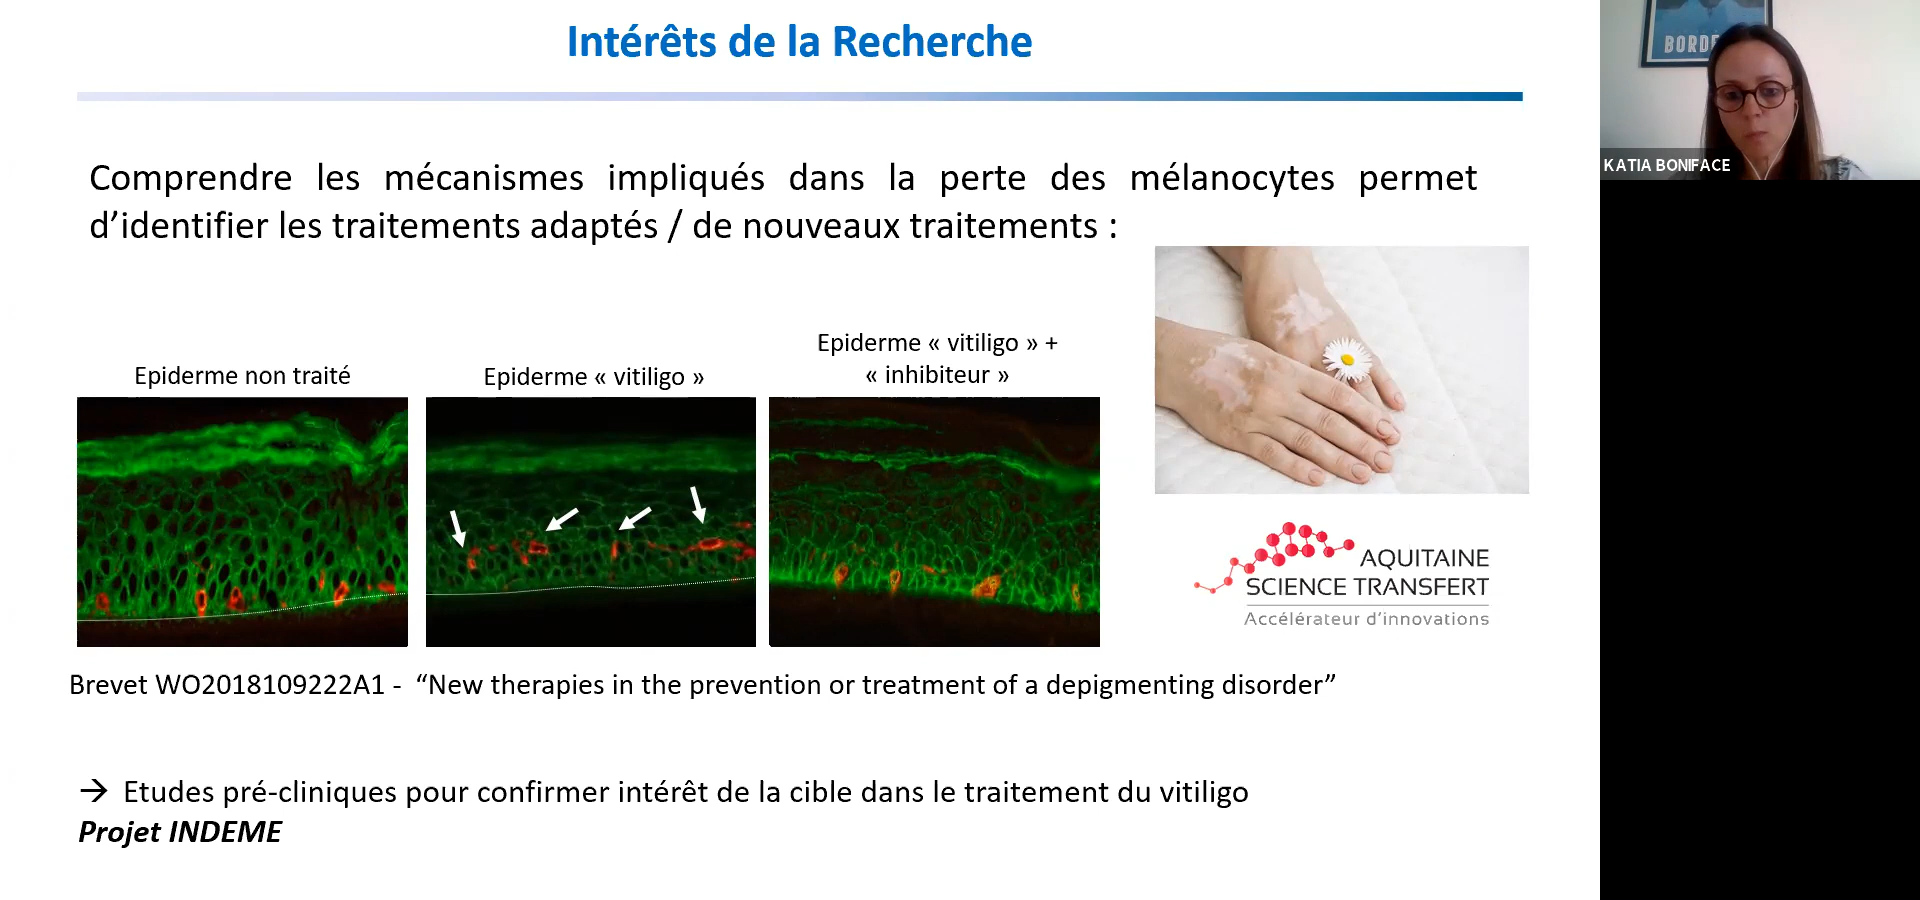 Intérêts de la Recherche
Comprendre les mécanismes impliqués dans la perte des mélanocytes permet
d’identifier les traitements adaptés / de nouveaux traitements :
Epiderme non traité
Epiderme « vitiligo »
Epiderme « vitiligo » +
« inhibiteur »
AQUITAINE
SCIENCE TRANSFERT
Accélérateur d’innovations
Brevet WO2018109222A1 - “New therapies in the prevention or treatment of a depigmenting disorder”
→ Etudes pré-cliniques pour confirmer intérêt de la cible dans le traitement du vitiligo
Projet INDEME
BORDE
KATIA BONIFACE